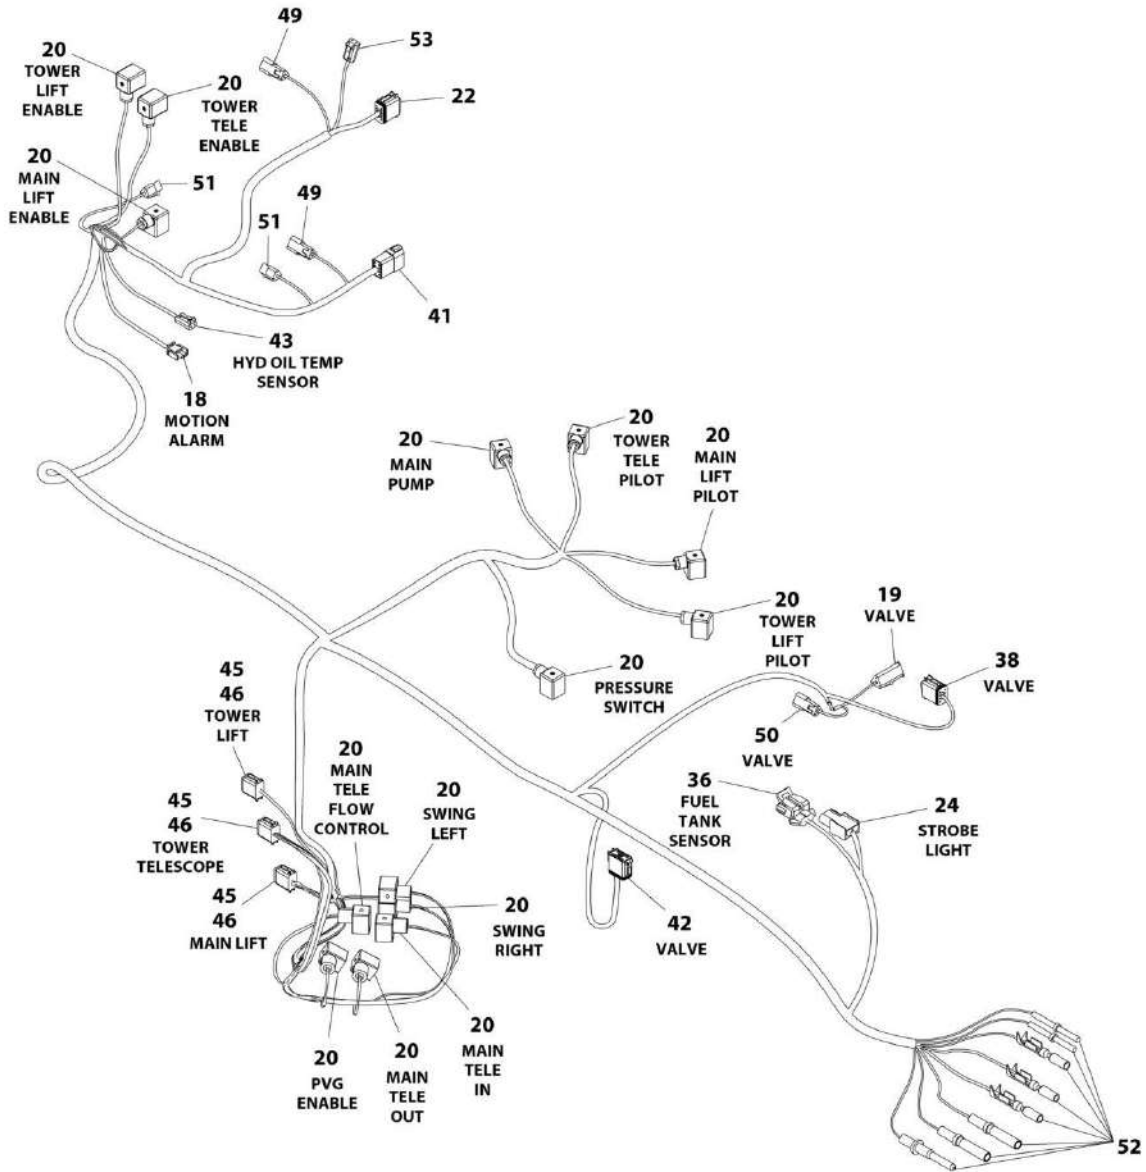 49
53
20
TOWER
LIFT
ENABLE
20
TOWER
TELE
ENABLE
22
20
MAIN
LIFT
ENABLE
51
49
51
41
43
HYD OIL TEMP
SENSOR
18
MOTION
ALARM
20
MAIN
PUMP
20
TOWER
TELE
PILOT
20
MAIN
LIFT
PILOT
20
TOWER
LIFT
PILOT
19
VALVE
38
VALVE
20
PRESSURE
SWITCH
50
VALVE
45
46
TOWER
LIFT
20
MAIN
TELE
FLOW
CONTROL
20
SWING
LEFT
36
FUEL
TANK
SENSOR
24
STROBE
LIGHT
45
46
TOWER
TELESCOPE
45
46
MAIN LIFT
20
SWING
RIGHT
42
VALVE
20
PVG
ENABLE
20
MAIN
TELE
OUT
20
MAIN
TELE
IN
52